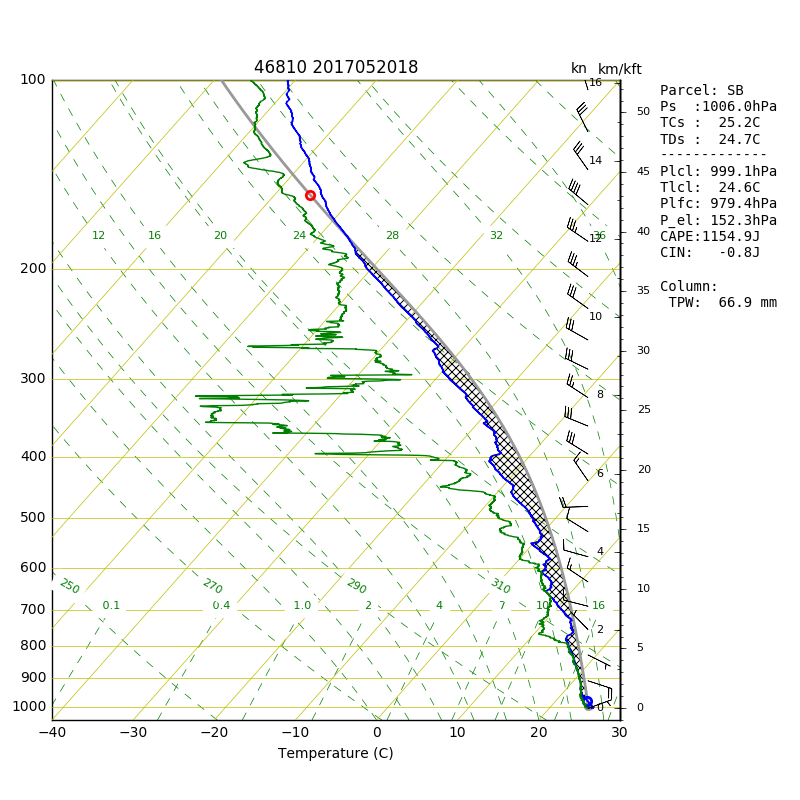 46810 2017052018
kn km/kft
Parcel: SB
Ps  :1006.0hPa
TCs :  25.2C
TDs :  24.7C
-------------
Plcl: 999.1hPa
Tlcl:  24.6C
Plfc: 979.4hPa
P_el: 152.3hPa
CAPE:1154.9J
CIN:   -0.8J
Column:
 TPW:  66.9 mm
100
200
300
400
500
600
700
800
900
1000
12 16 20 24 28 32 36
250 270 290 310
0.1 0.4 1.0 2 4 7 10 16
16
14
12
10
8
6
4
2
0
50
45
40
35
30
25
20
15
10
5
0
−40 −30 −20 −10 0 10 20 30
Temperature (C)